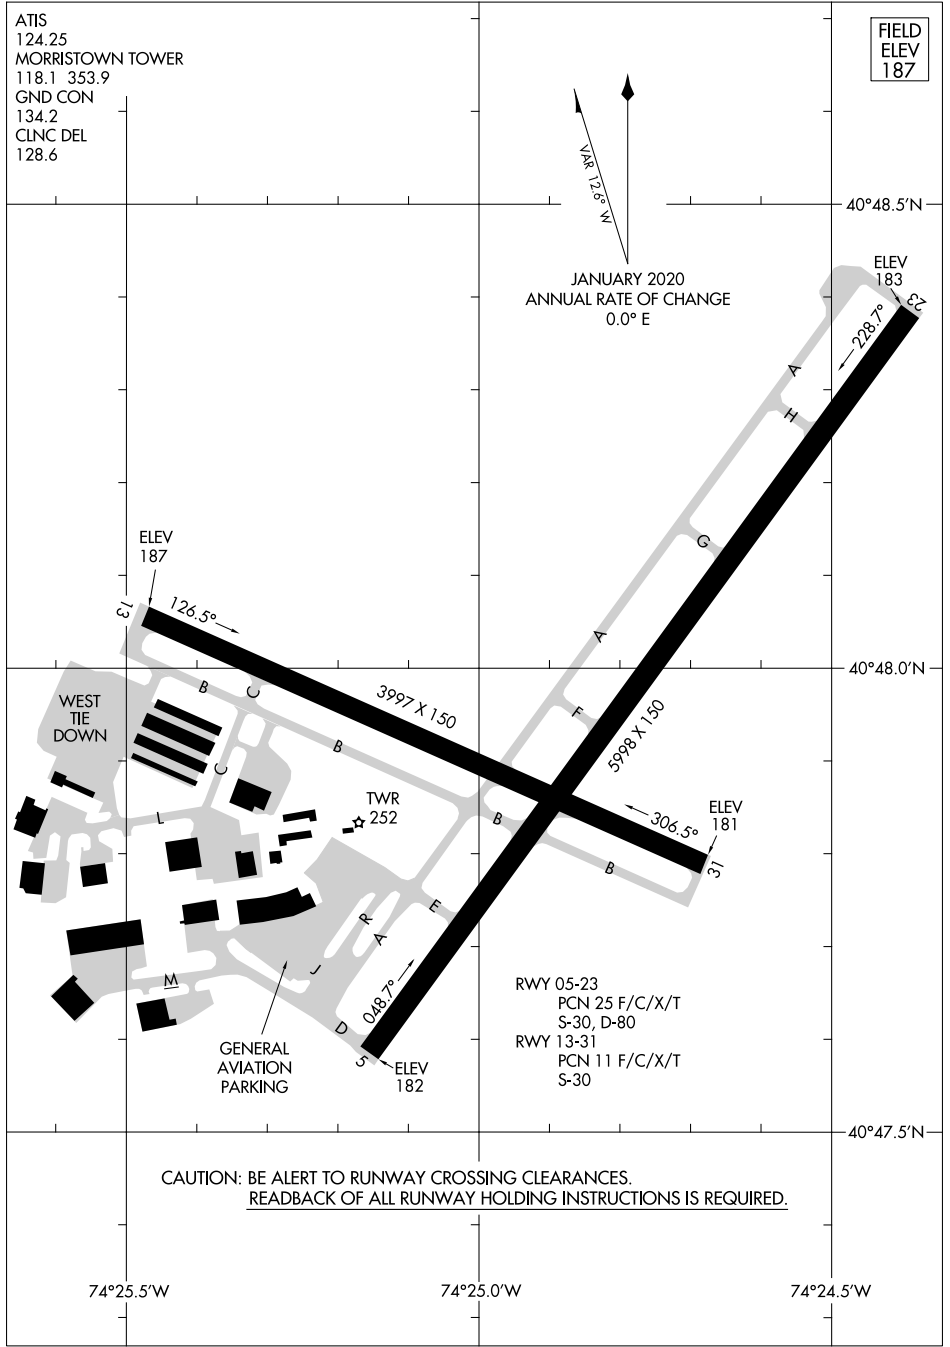 ATIS
124.25
MORRISTOWN TOWER
118.1 353.9
GND CON
134.2
CLNC DEL
128.6
FIELD
ELEV
187
VAR 12.6° W
JANUARY 2020
ANNUAL RATE OF CHANGE
0.0° E
40°48.5'N
ELEV
183
23
228.7°
A
H
G
ELEV
187
13
126.5°
A
40°48.0'N
WEST
TIE
DOWN
B
C
3997 X 150
F
5998 X 150
B
C
TWR
252
L
B
306.5°
ELEV
181
31
B
E
R
A
J
M
048.7°
D
5
ELEV
182
GENERAL
AVIATION
PARKING
RWY 05-23
PCN 25 F/C/X/T
S-30, D-80
RWY 13-31
PCN 11 F/C/X/T
S-30
40°47.5'N
CAUTION: BE ALERT TO RUNWAY CROSSING CLEARANCES.
READBACK OF ALL RUNWAY HOLDING INSTRUCTIONS IS REQUIRED.
74°25.5'W
74°25.0'W
74°24.5'W